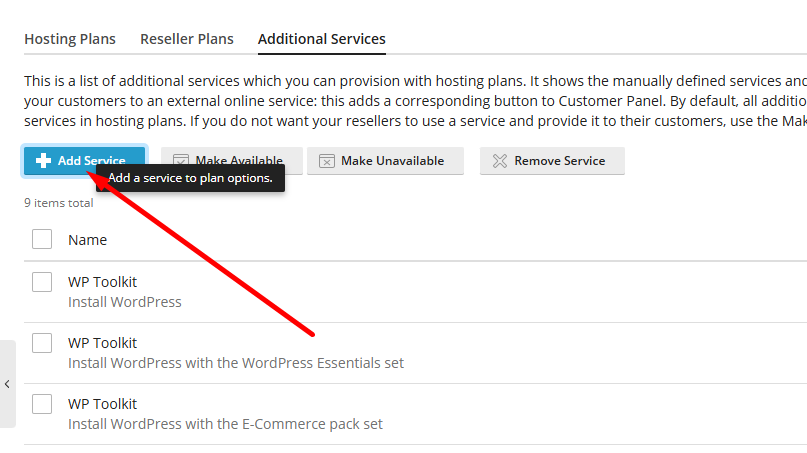 Hosting Plans Reseller Plans Additional Services
This is a list of additional services which you can provision with hosting plans. It shows the manually defined services and
your customers to an external online service: this adds a corresponding button to Customer Panel. By default, all additio
services in hosting plans. If you do not want your resellers to use a service and provide it to their customers, use the Mak
Add Service Make Available Make Unavailable Remove Service
Add a service to plan options.
9 items total
Name
WP Toolkit
Install WordPress
WP Toolkit
Install WordPress with the WordPress Essentials set
WP Toolkit
Install WordPress with the E-Commerce pack set